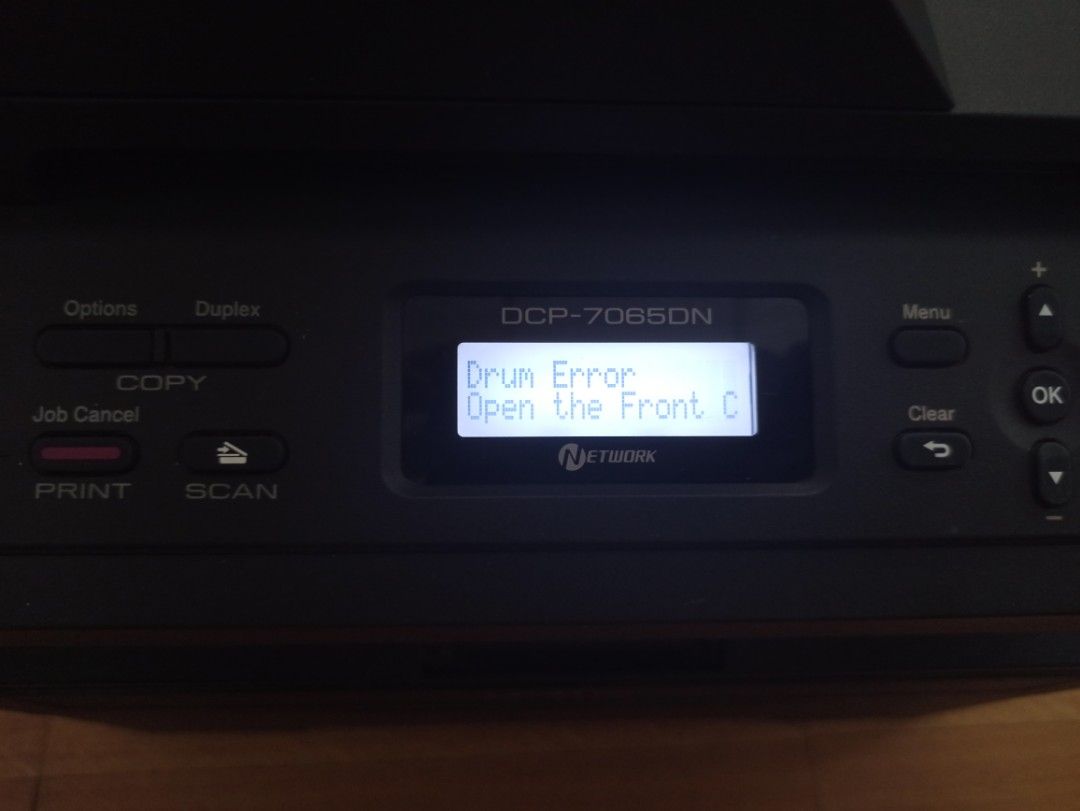 DCP-7065DN
Drum Error
Open the Front C
NETWORK
Options Duplex
COPY
Job Cancel
PRINT SCAN
Menu
Clear
+
OK
-